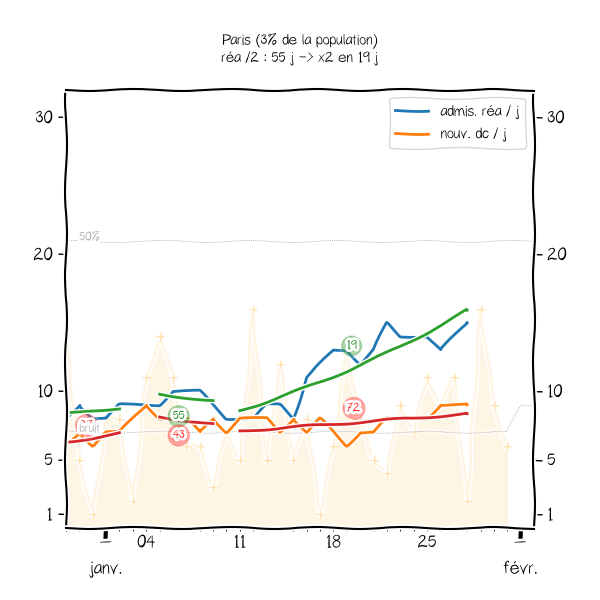 Paris (3% de la population)
réa /2 : 55 j -> x2 en 19 j
admis. réa / j
nouv. dc / j
30
30
50%
20
20
19
10
10
72
55
bruit
43
5
5
1
1
04
11
18
25
janv.
févr.